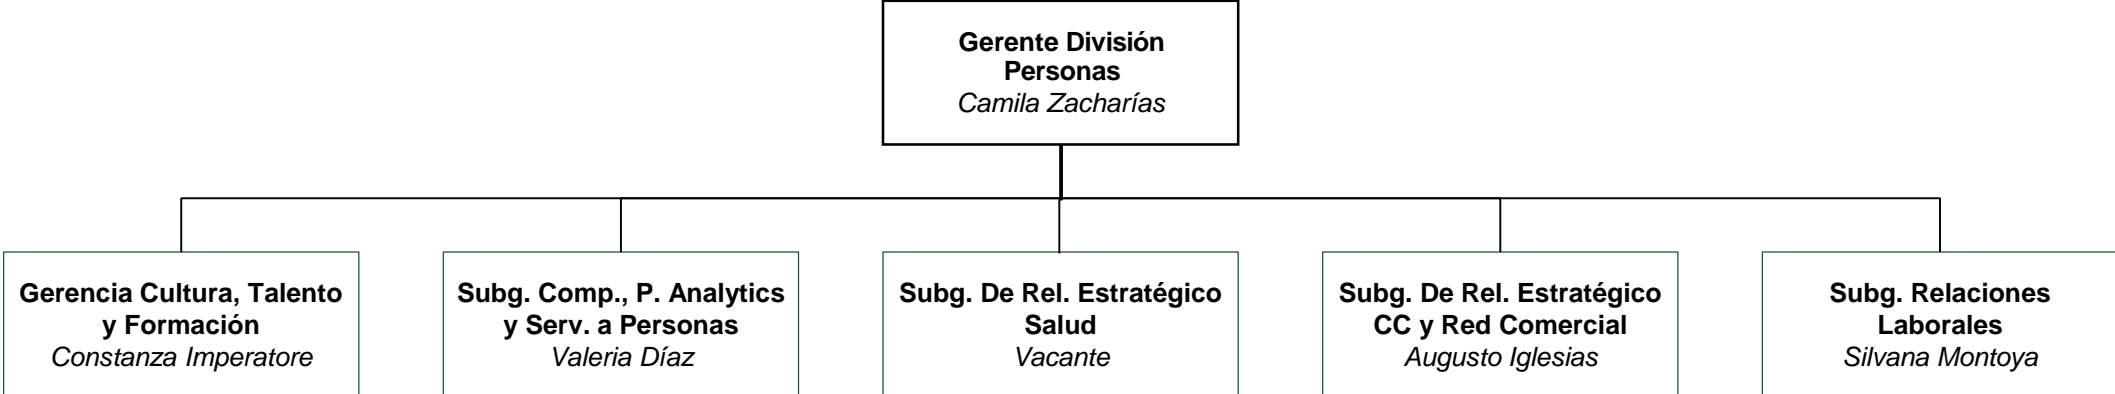 Gerente División
Personas
Camila Zacharías
Gerencia Cultura, Talento
y Formación
Constanza Imperatore
Subg. Comp., P. Analytics
y Serv. a Personas
Valeria Díaz
Subg. De Rel. Estratégico
Salud
Vacante
Subg. De Rel. Estratégico
CC y Red Comercial
Augusto Iglesias
Subg. Relaciones
Laborales
Silvana Montoya